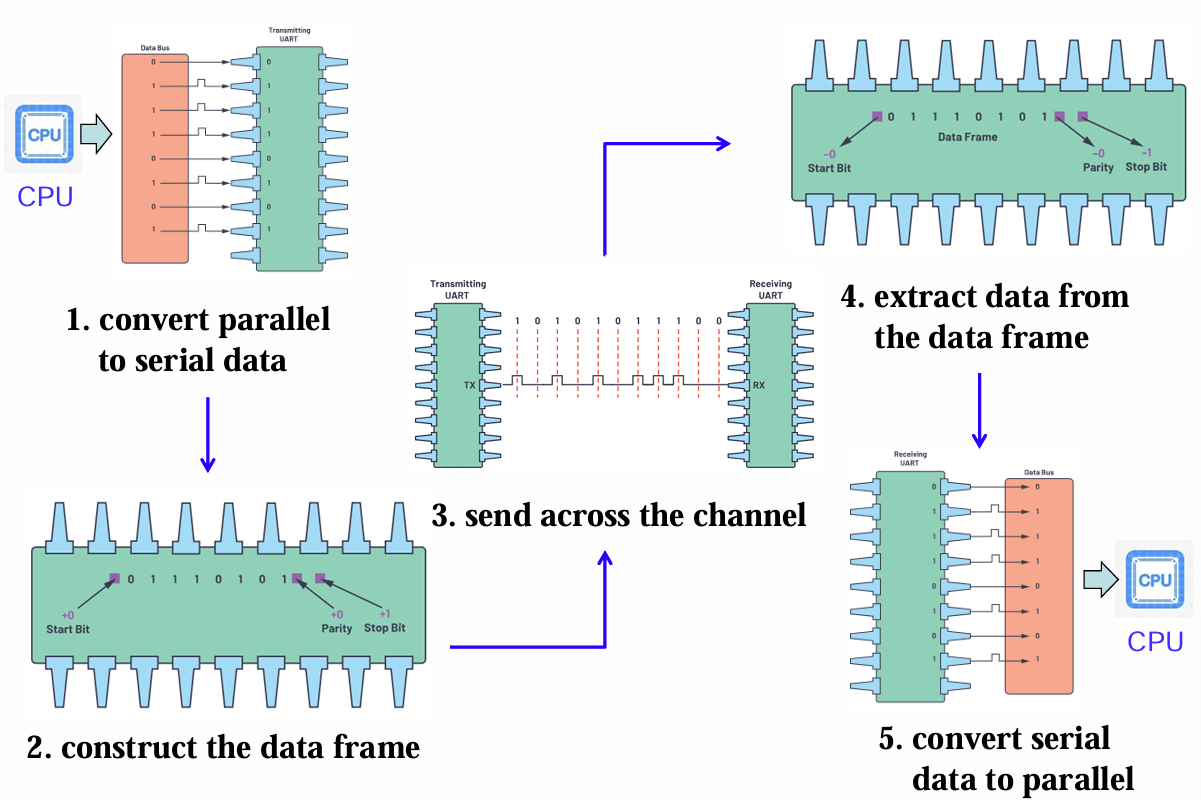 Data Bus
Transmitting
UART
0 0
1 1
1 1
1 1
0 0
1 1
0 0
1 1
CPU
CPU
1. convert parallel
to serial data
0 1 1 1 0 1 0 1
+0
Start Bit
+0
Parity
+1
Stop Bit
2. construct the data frame
Transmitting
UART
Receiving
UART
1 0 1 0 1 0 1 1 1 0 0
TX
RX
3. send across the channel
0 1 1 1 0 1 0 1
Data Frame
-0
Start Bit
-0
Parity
-1
Stop Bit
4. extract data from
the data frame
Receiving
UART
Data Bus
0 0
1 1
1 1
1 1
0 0
1 1
0 0
1 1
CPU
CPU
5. convert serial
data to parallel